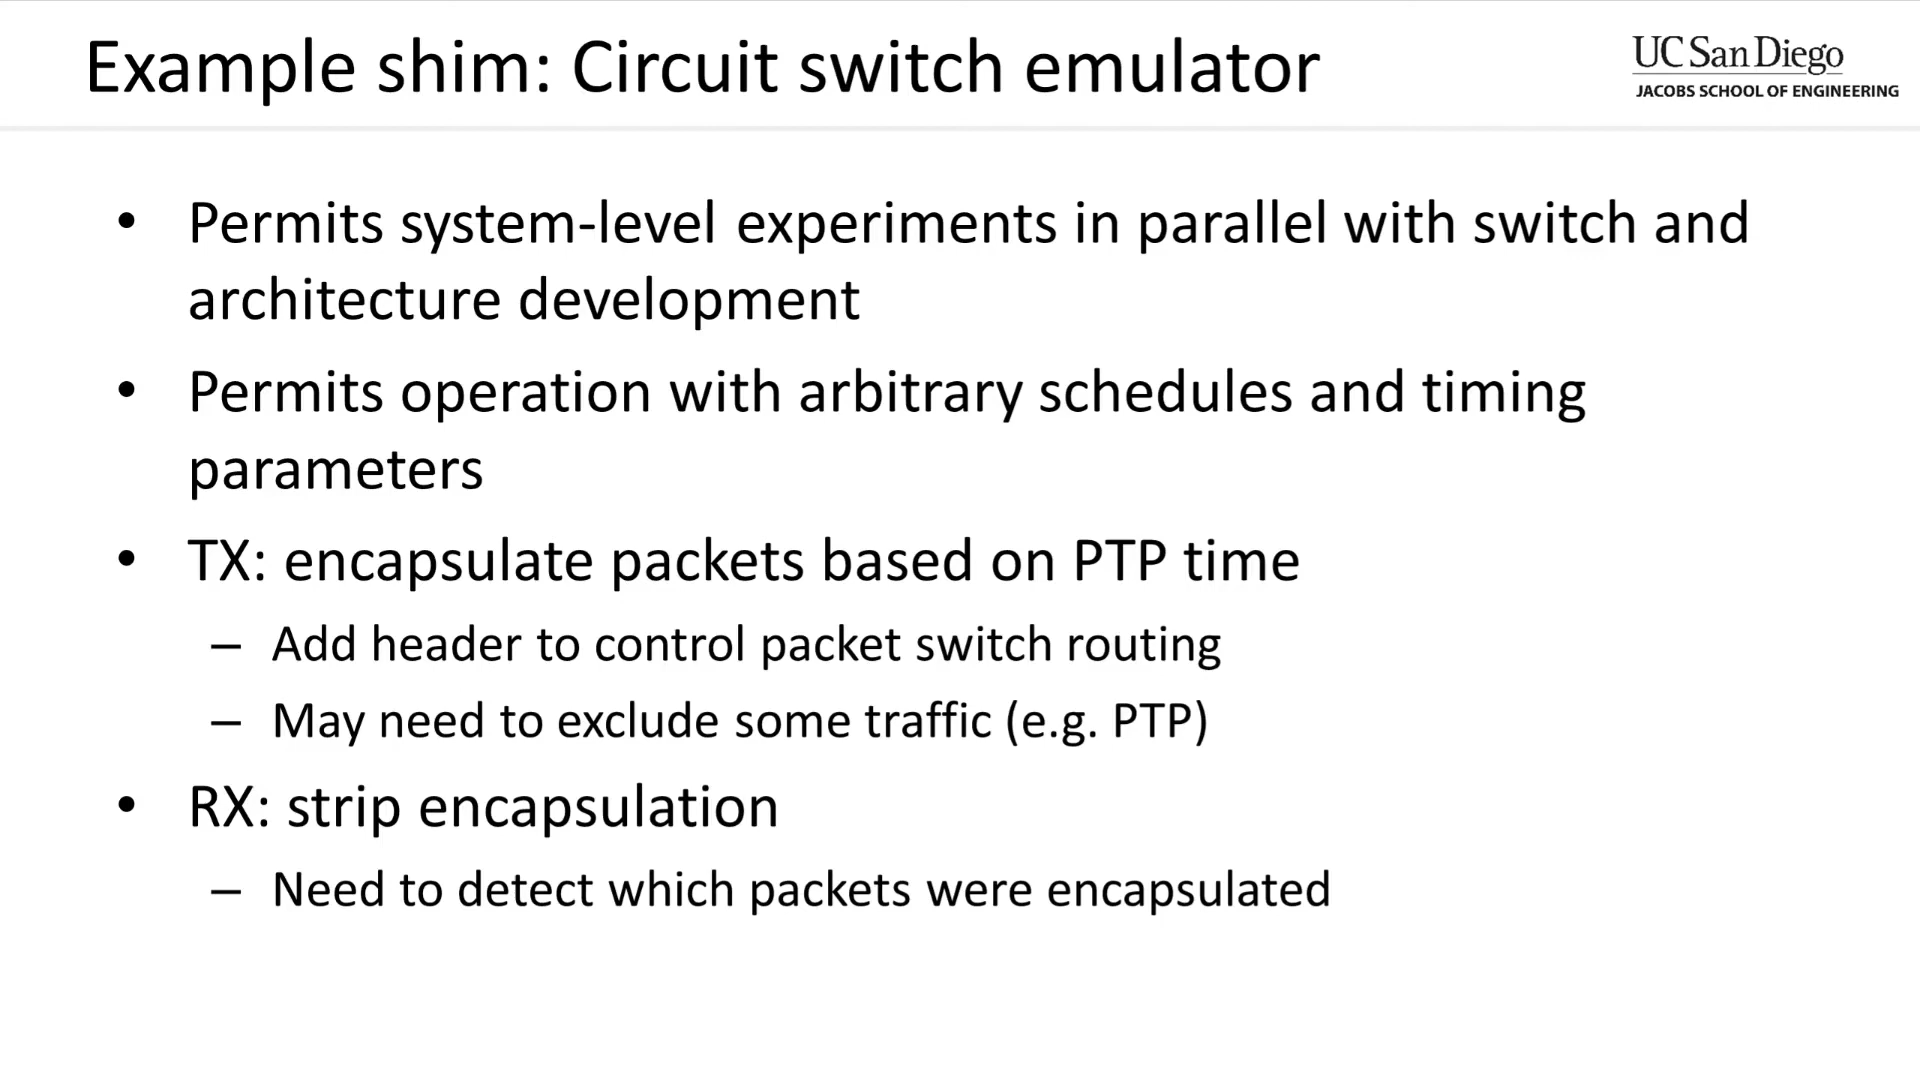 Example shim: Circuit switch emulator
UC San Diego
JACOBS SCHOOL OF ENGINEERING
• Permits system-level experiments in parallel with switch and
architecture development
• Permits operation with arbitrary schedules and timing
parameters
• TX: encapsulate packets based on PTP time
– Add header to control packet switch routing
– May need to exclude some traffic (e.g. PTP)
• RX: strip encapsulation
– Need to detect which packets were encapsulated